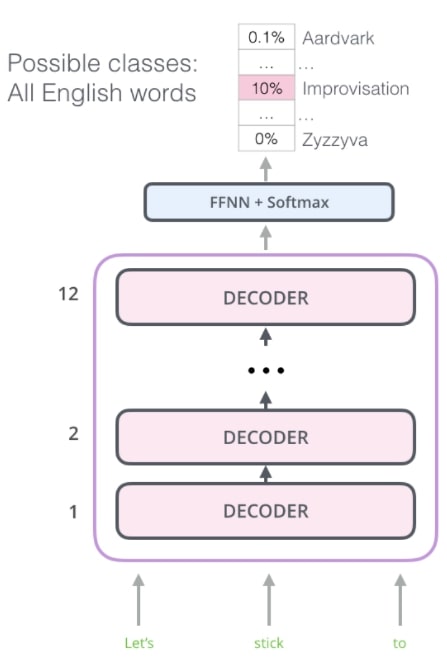 Possible classes:
All English words
0.1% Aardvark
... ...
10% Improvisation
... ...
0% Zyzzyva
FFNN + Softmax
12 DECODER
...
2 DECODER
1 DECODER
Let's stick to